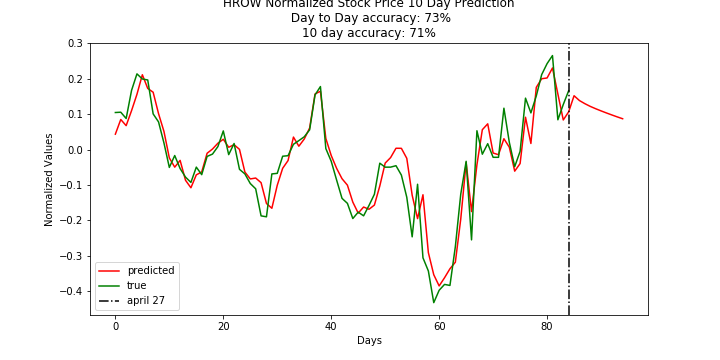 HROW Normalized Stock Price 10 Day Prediction
Day to Day accuracy: 73%
10 day accuracy: 71%
0.3
0.2
0.1
0.0
−0.1
−0.2
−0.3
−0.4
Normalized Values
predicted
true
april 27
0 20 40 60 80
Days